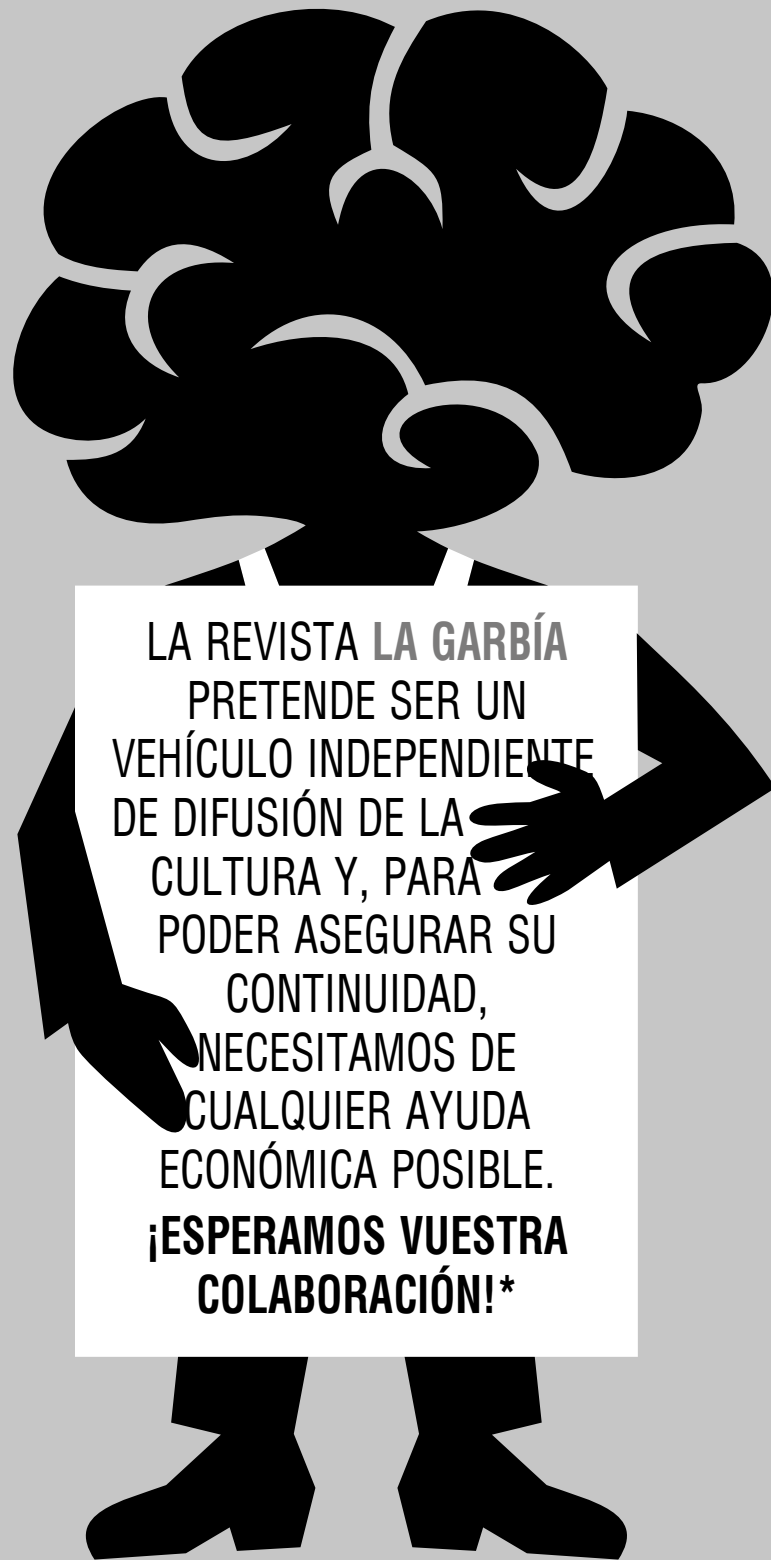 LA REVISTA LA GARBÍA
PRETENDE SER UN
VEHÍCULO INDEPENDIENTE
DE DIFUSIÓN DE LA
CULTURA Y, PARA
PODER ASEGURAR SU
CONTINUIDAD,
NECESITAMOS DE
CUALQUIER AYUDA
ECONÓMICA POSIBLE.
¡ESPERAMOS VUESTRA
COLABORACIÓN!*